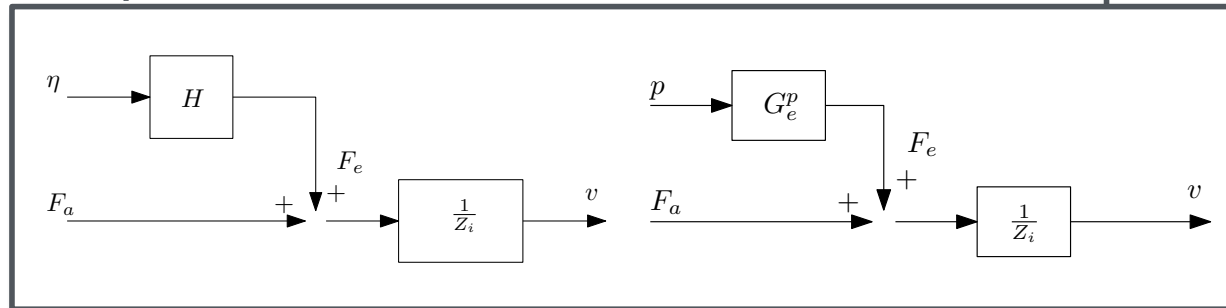 η
H
F_e
F_a
+
+
1/Z_i
v
p
G_e^p
F_e
F_a
+
+
1/Z_i
v